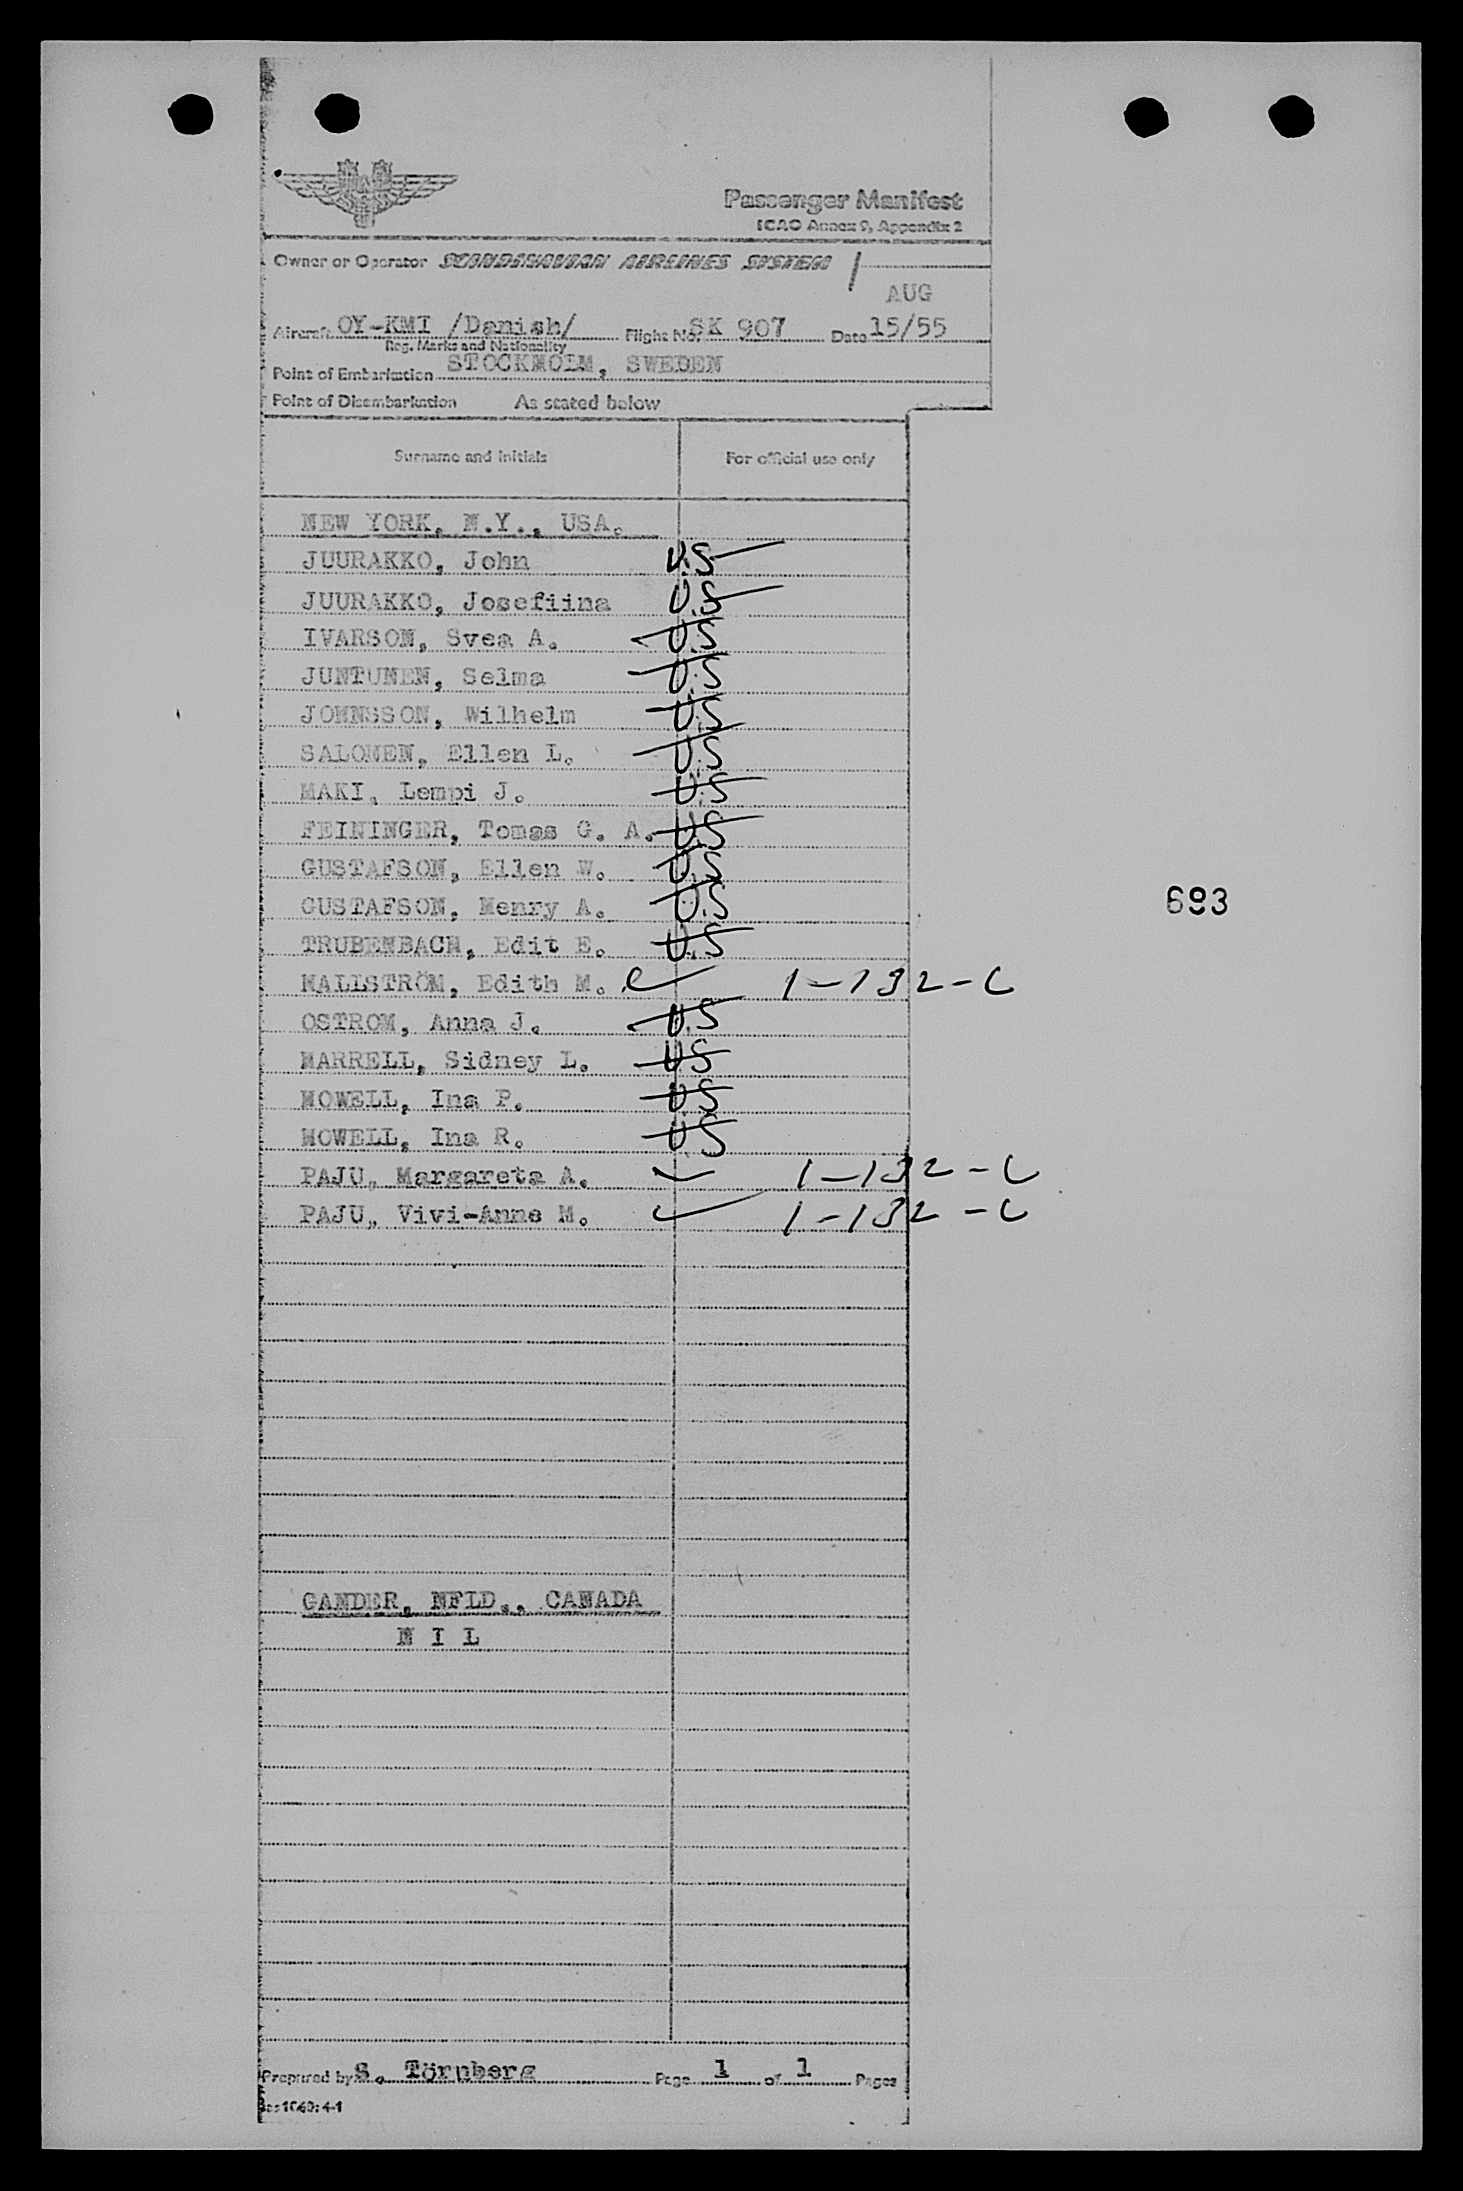 Passenger Manifest
ICAO Annex 9, Appendix 2
Owner or Operator SCANDINAVIAN AIRLINES SYSTEM
AUG
Aircraft OY-KMI /Danish/ Flight No. SK 907 Date 15/55
Reg. Marks and Nationality
Point of Embarkation STOCKHOLM, SWEDEN
Point of Disembarkation As stated below
Surname and initials For official use only
NEW YORK, N.Y., USA.
JUURAKKO, John U.S
JUURAKKO, Josefiina U.S
IVARSON, Svea A. U.S
JUNTUNEN, Selma U.S
JOHNSSON, Wilhelm U.S
SALONEN, Ellen L. U.S
MAKI, Lempi J. U.S
FEININGER, Tomas G. A. U.S
GUSTAFSON, Ellen W. U.S
GUSTAFSON, Henry A. U.S
693
TRUBENBACH, Edit E. U.S
HALLSTRÖM, Edith M. 1-132-C
OSTROM, Anna J. U.S
HARRELL, Sidney L. US
HOWELL, Ina P. U.S
HOWELL, Ina R. U.S
PAJU, Margareta A. 1-132-C
PAJU, Vivi-Anne M. 1-132-C
GANDER, NFLD., CANADA
N I L
Prepared by S. Törnberg Page 1 of 1 Pages